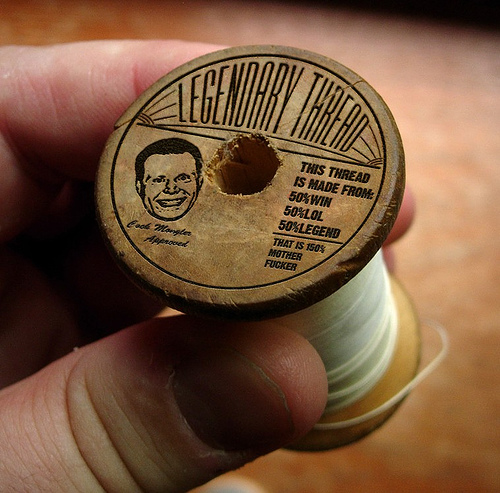 LEGENDARY THREAD
THIS THREAD
IS MADE FROM:
50%WIN
50%LOL
50%LEGEND
THAT IS 150%
MOTHER
FUCKER
Cock Mongler
Approved